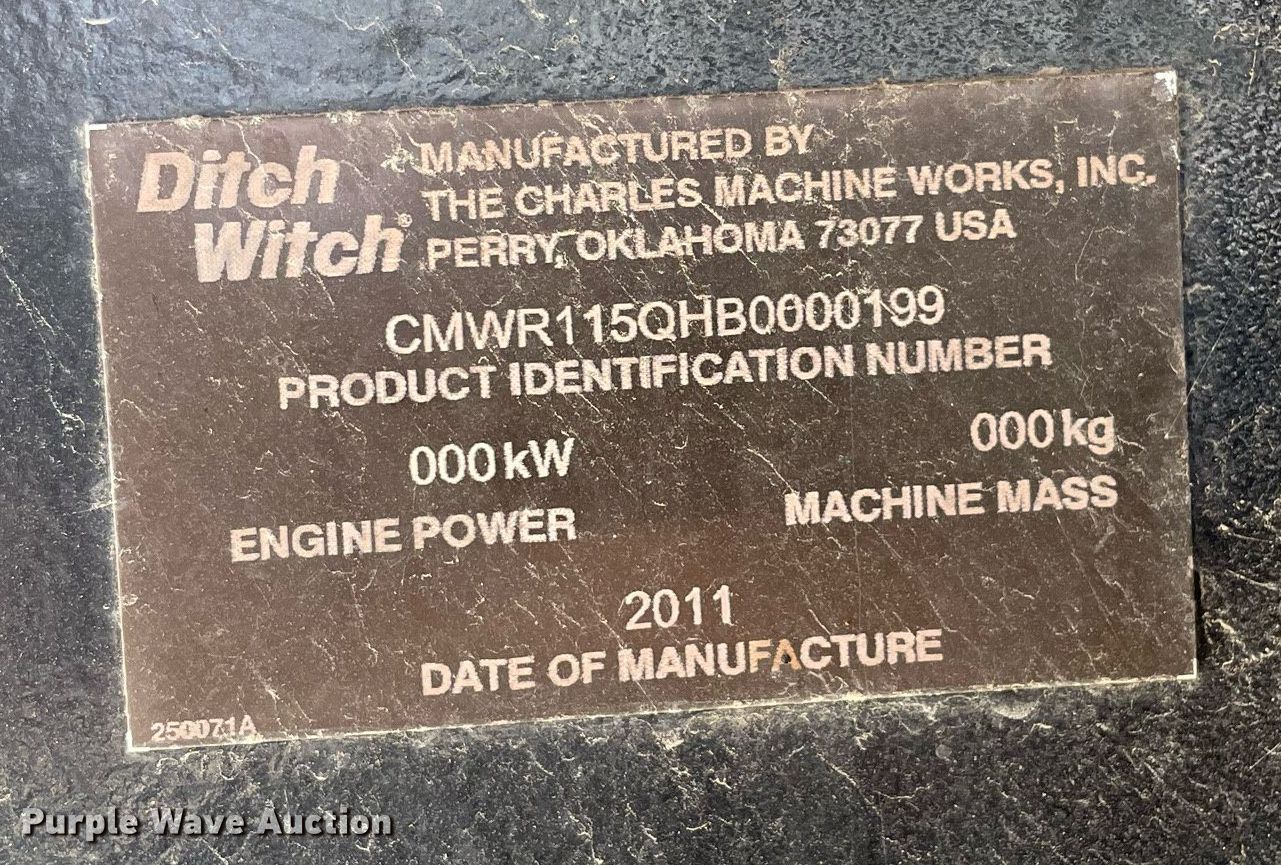 Ditch
Witch®
MANUFACTURED BY
THE CHARLES MACHINE WORKS, INC.
PERRY, OKLAHOMA 73077 USA
CMWR115QHB0000199
PRODUCT IDENTIFICATION NUMBER
000 kW
ENGINE POWER
000 kg
MACHINE MASS
2011
DATE OF MANUFACTURE
250071A
Purple Wave Auction